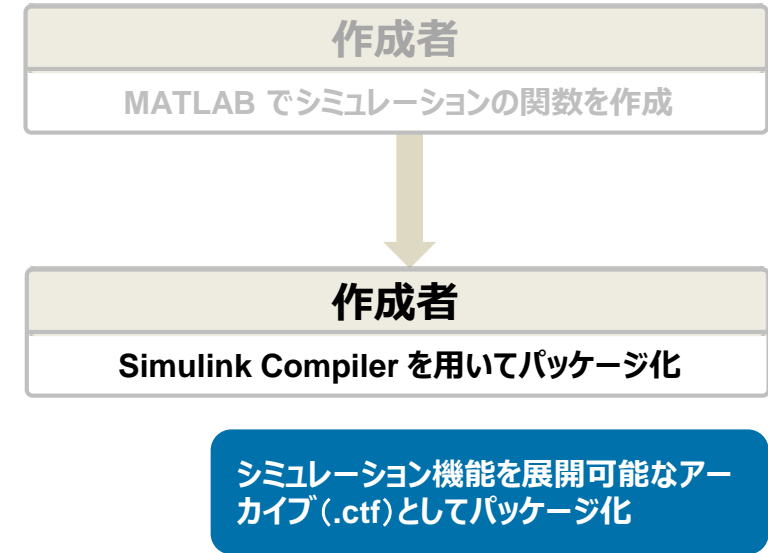 作成者
MATLAB でシミュレーションの関数を作成
作成者
Simulink Compiler を用いてパッケージ化
シミュレーション機能を展開可能なアー
カイブ（.ctf）としてパッケージ化